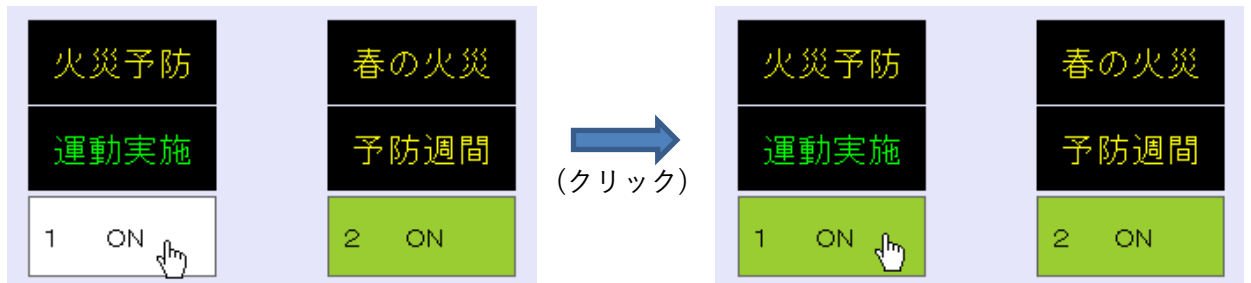 火災予防
運動実施
1 ON
春の火災
予防週間
2 ON
(クリック)
火災予防
運動実施
1 ON
春の火災
予防週間
2 ON